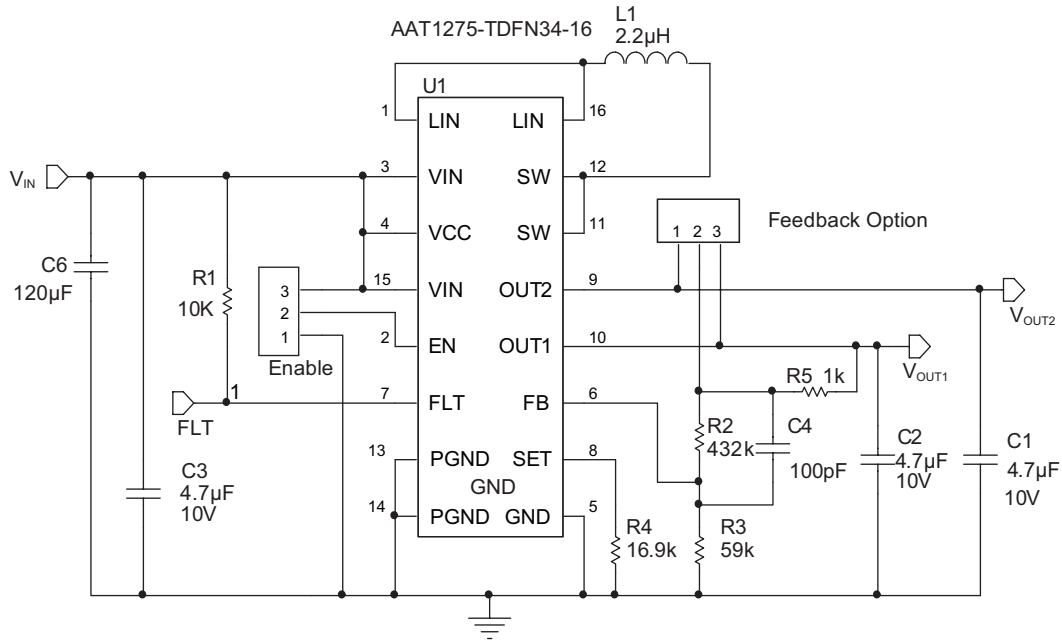 AAT1275-TDFN34-16
L1
2.2µH
U1
1
LIN
LIN
16
V_IN
3
VIN
SW
12
4
VCC
SW
11
1 2 3
Feedback Option
C6
120µF
R1
10K
3
2
1
Enable
15
VIN
OUT2
9
V_OUT2
2
EN
OUT1
10
V_OUT1
FLT
1
7
FLT
FB
6
R5 1k
R2
432k
C4
100pF
C2
4.7µF
10V
C1
4.7µF
10V
C3
4.7µF
10V
13
PGND
SET
8
GND
14
PGND
GND
5
R4
16.9k
R3
59k